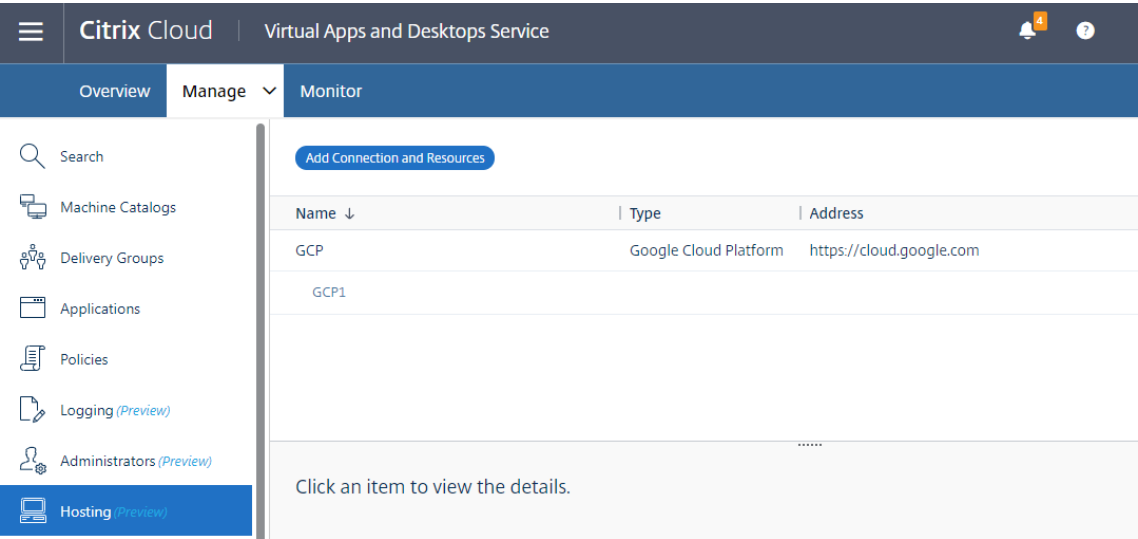 Citrix Cloud | Virtual Apps and Desktops Service 4 ?
Overview Manage Monitor
Search
Machine Catalogs
Delivery Groups
Applications
Policies
Logging (Preview)
Administrators (Preview)
Hosting (Preview)
Add Connection and Resources
Name ↓ Type Address
GCP Google Cloud Platform https://cloud.google.com
GCP1
Click an item to view the details.